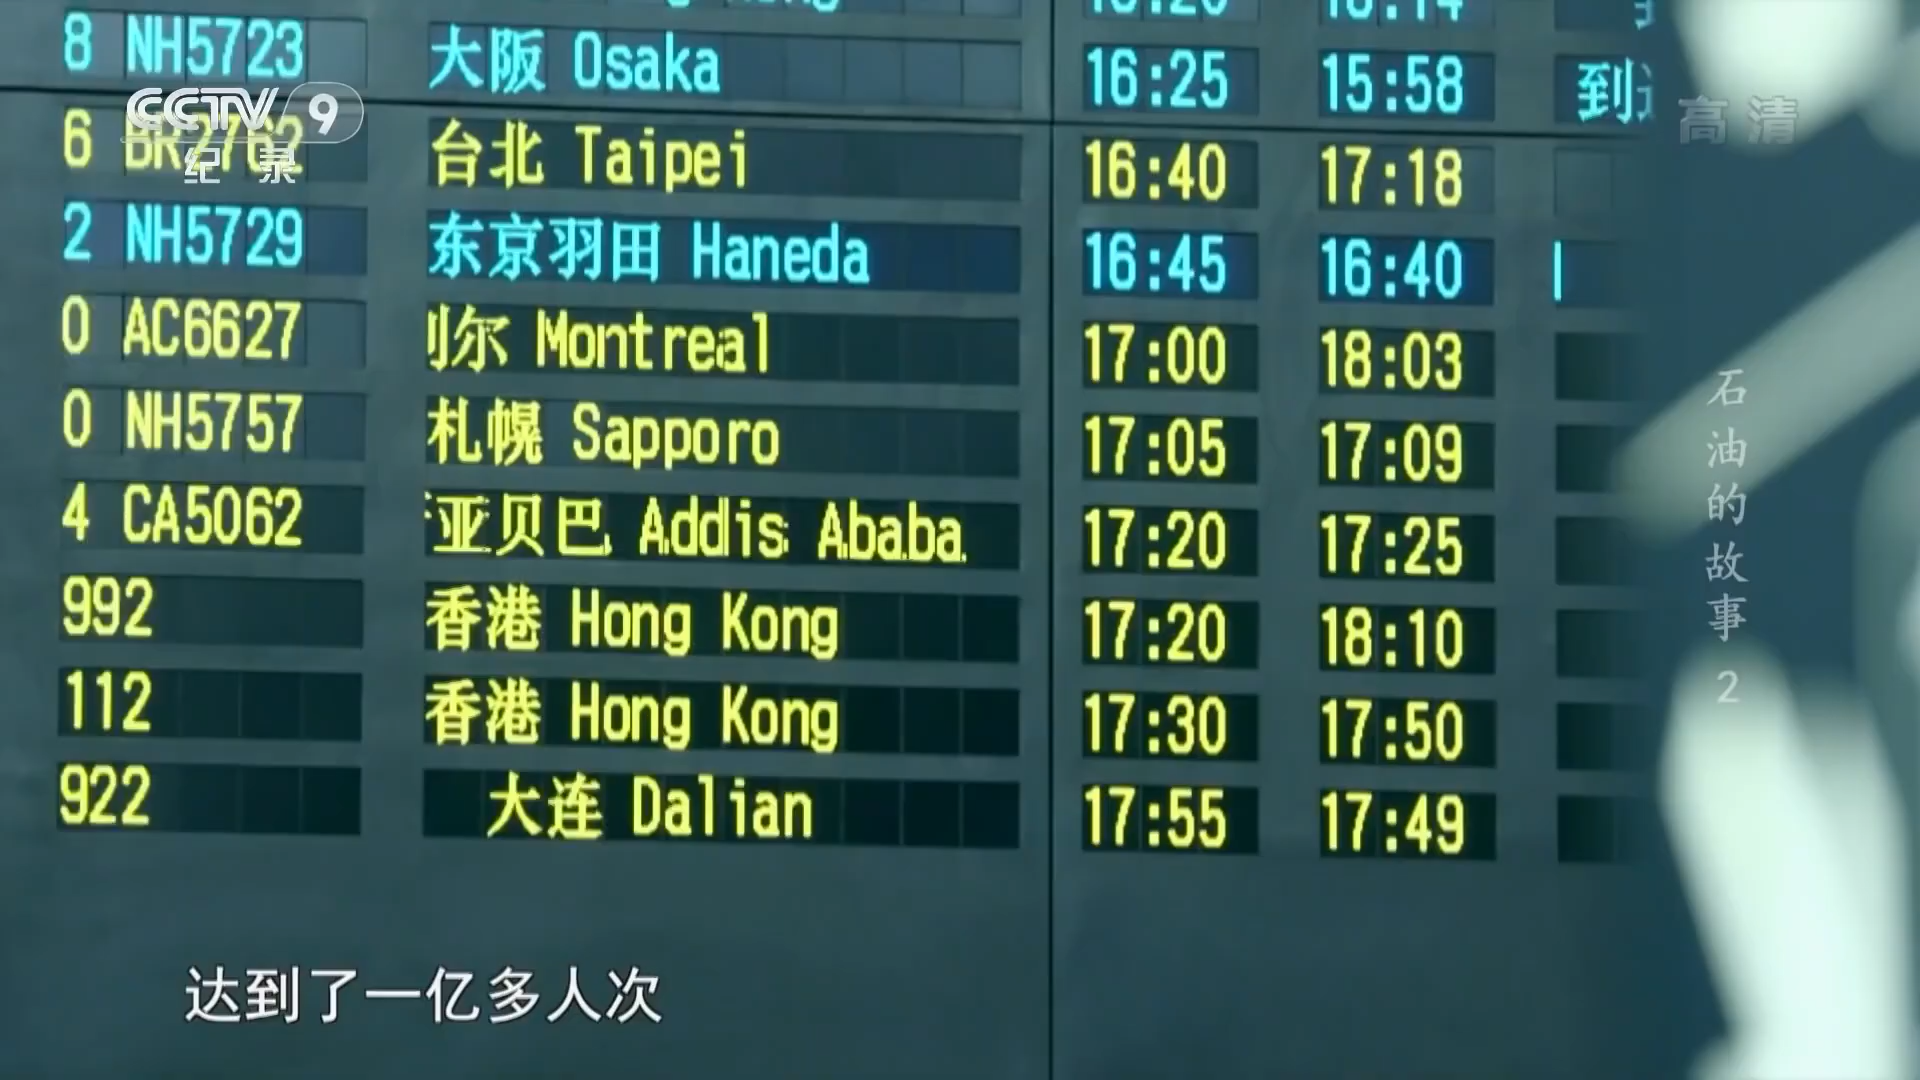 8 NH5723 大阪 Osaka 16:25 15:58 到
CCTV 9
纪 录
高 清
6 BR2762 台北 Taipei 16:40 17:18
2 NH5729 东京羽田 Haneda 16:45 16:40
0 AC6627 尔 Montreal 17:00 18:03
0 NH5757 札幌 Sapporo 17:05 17:09
4 CA5062 亚贝巴 Addis Ababa 17:20 17:25
992 香港 Hong Kong 17:20 18:10
112 香港 Hong Kong 17:30 17:50
922 大连 Dalian 17:55 17:49
石油的故事 2
达到了一亿多人次